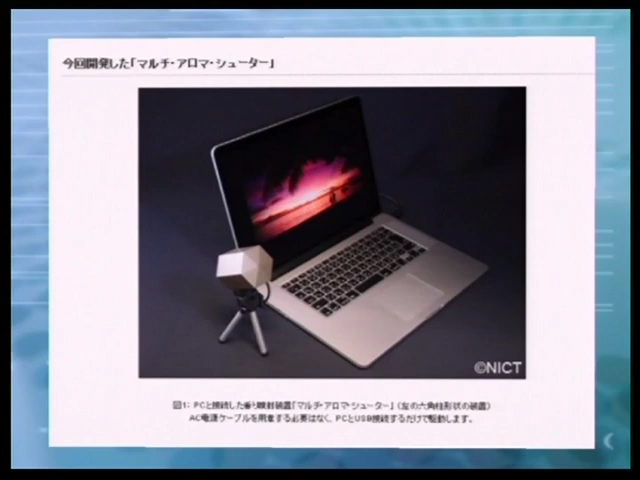 今回開発した「マルチ・アロマ・シューター」
©NICT
図1: PCと接続した香り噴射装置「マルチ・アロマ・シューター」(左の六角柱形状の装置)
AC電源ケーブルを用意する必要はなく、PCとUSB接続するだけで駆動します。